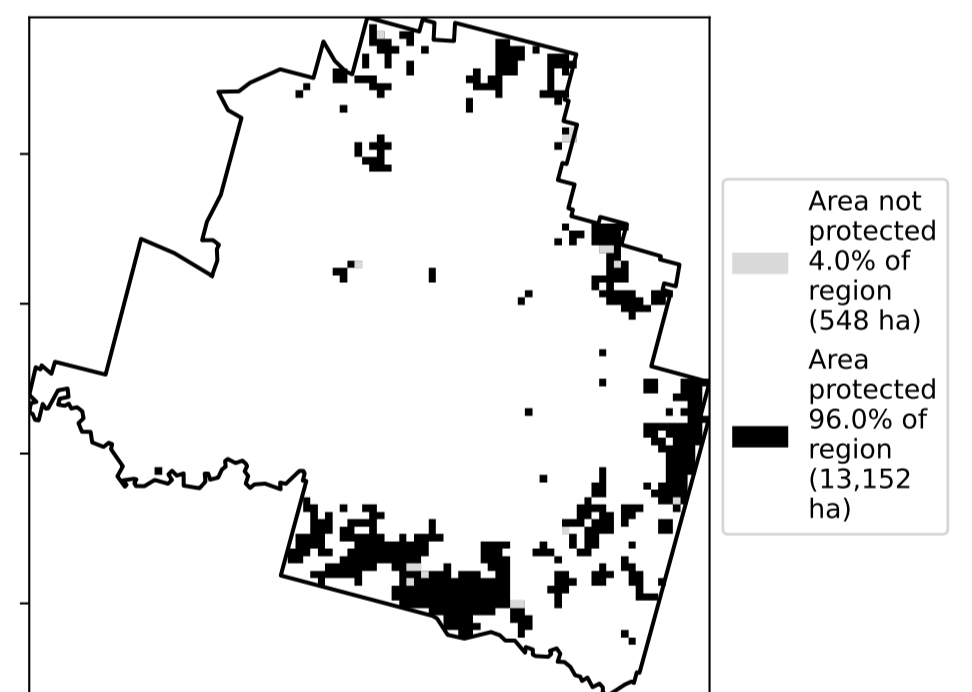 Area not
protected
4.0% of
region
(548 ha)
Area
protected
96.0% of
region
(13,152
ha)